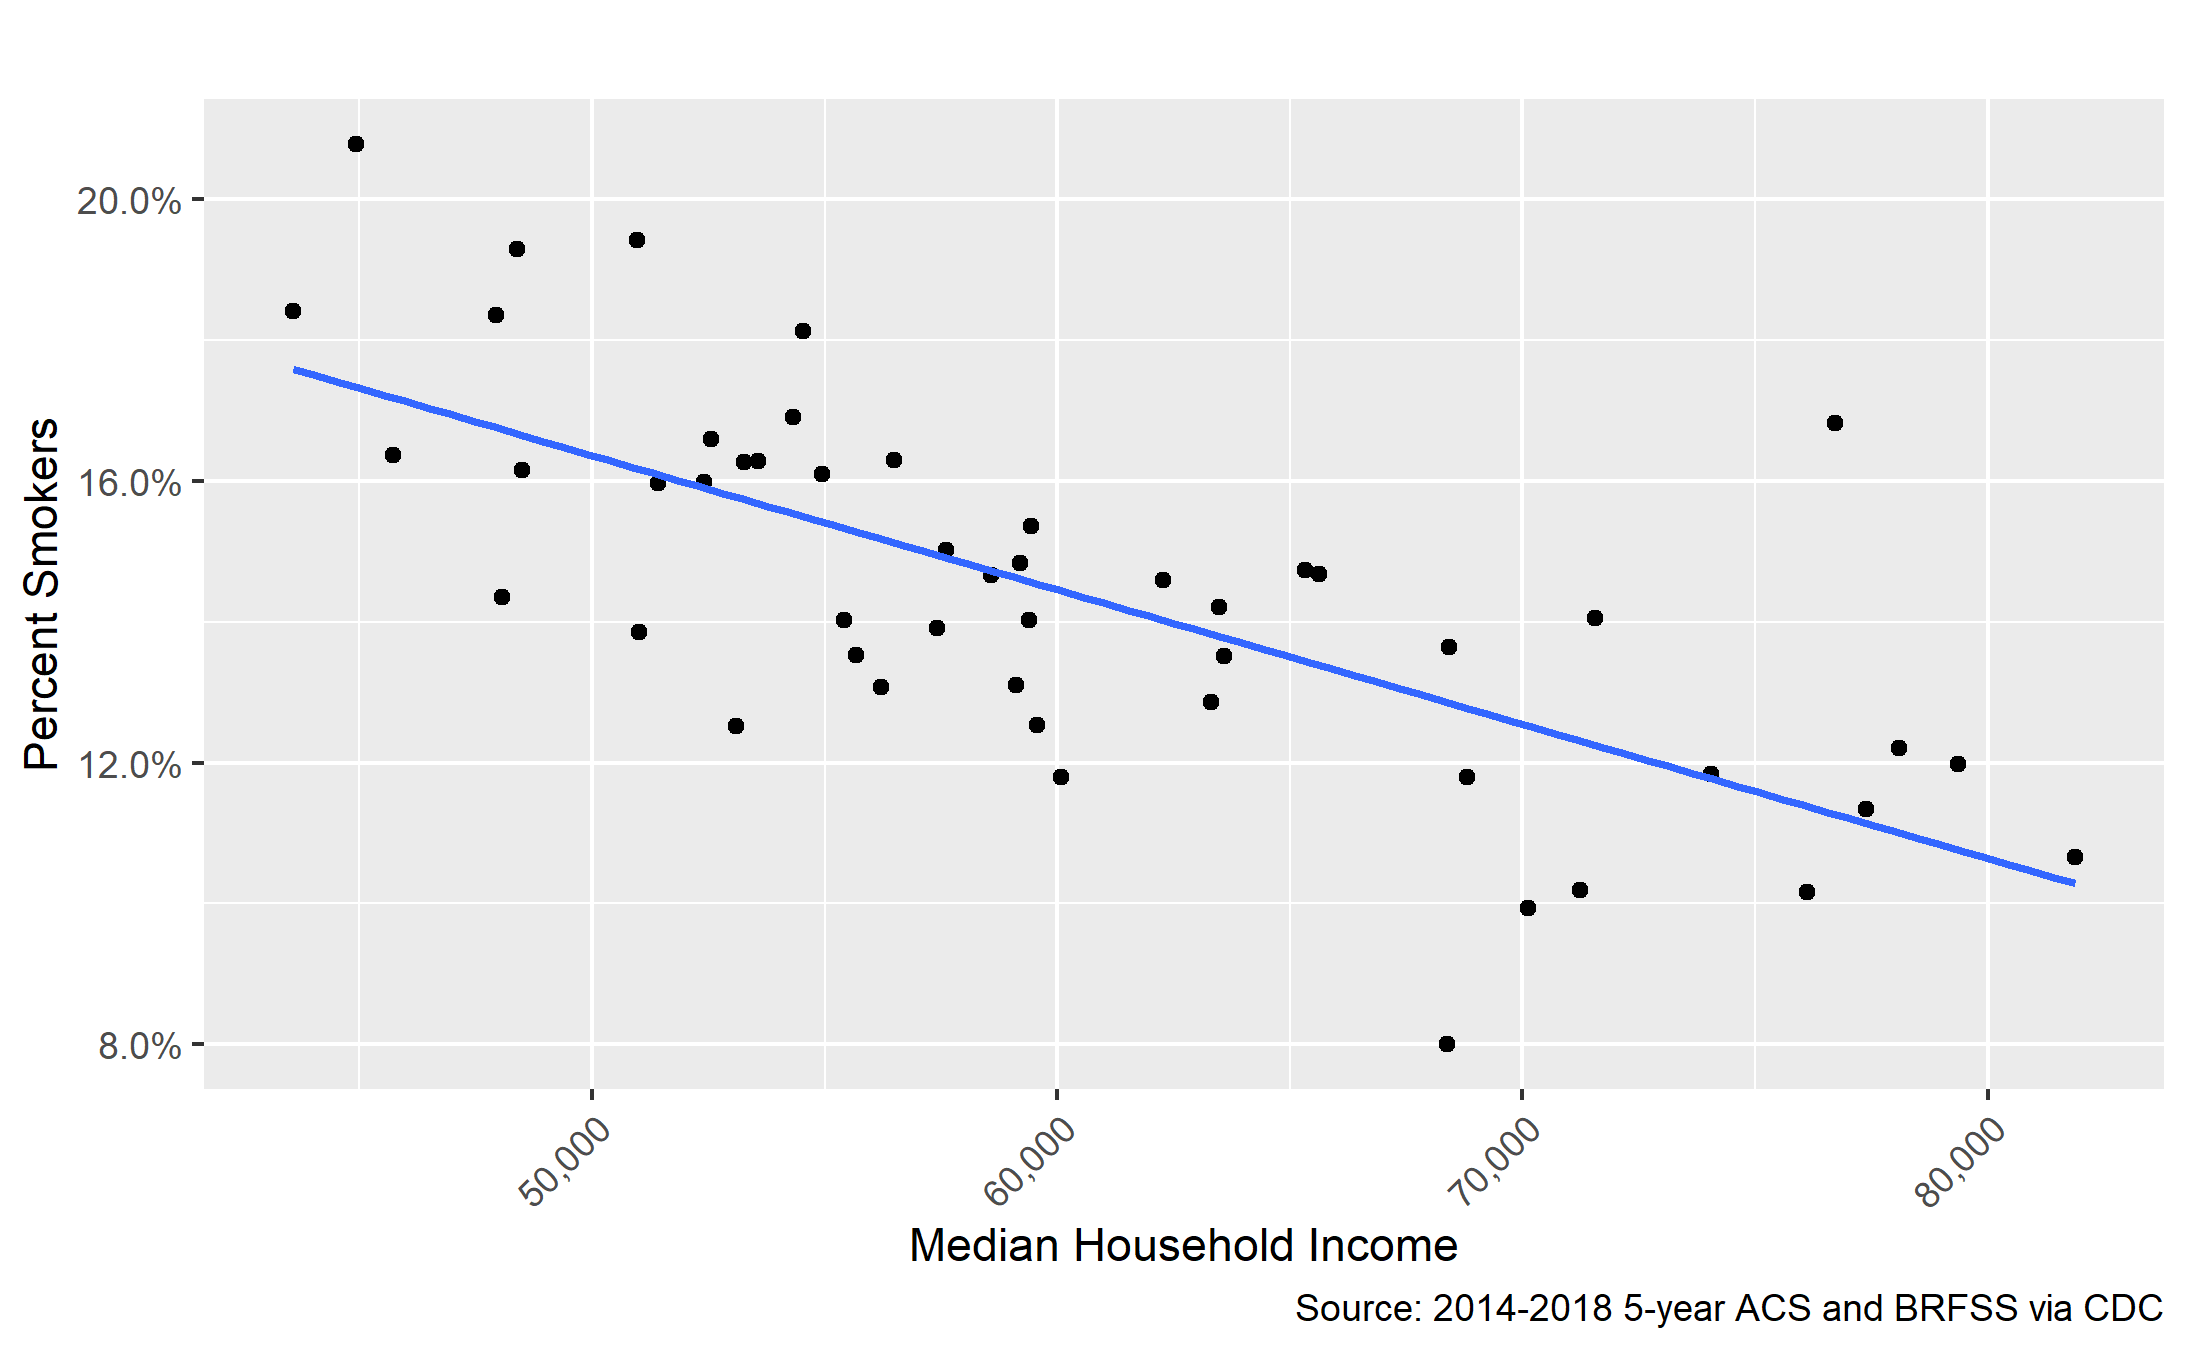 20.0%
16.0%
12.0%
8.0%
Percent Smokers
50,000
60,000
70,000
80,000
Median Household Income
Source: 2014-2018 5-year ACS and BRFSS via CDC